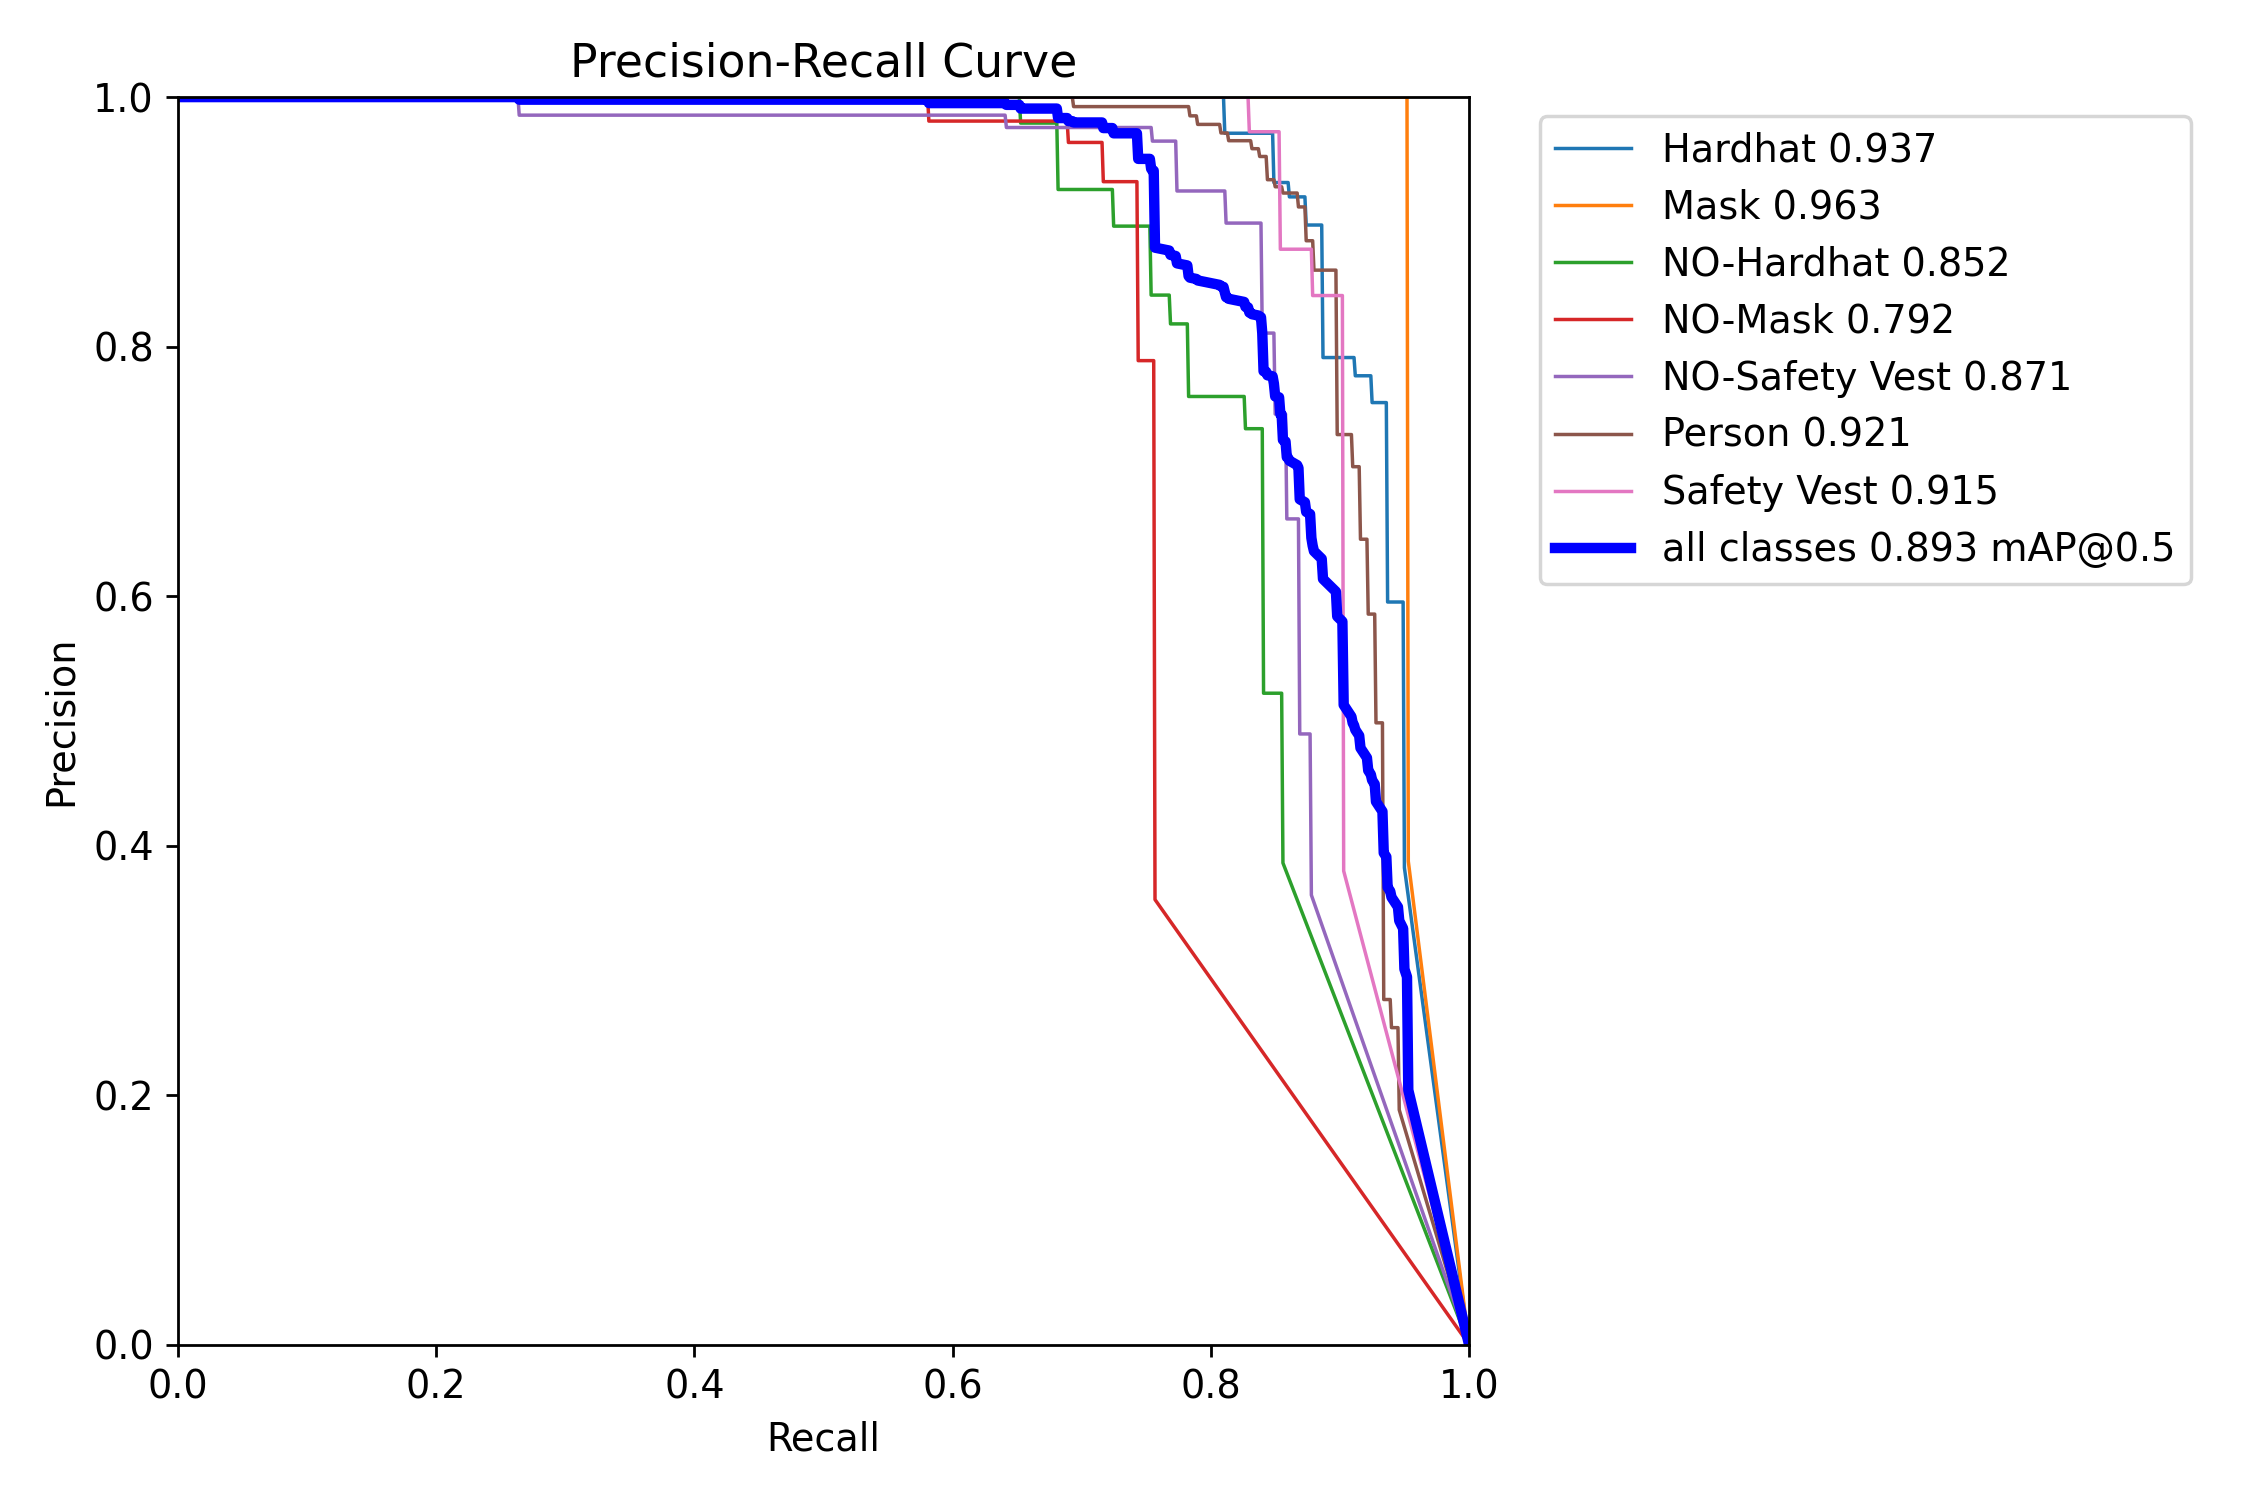 Precision-Recall Curve
1.0
0.8
0.6
0.4
0.2
0.0
Precision
0.0 0.2 0.4 0.6 0.8 1.0
Recall
Hardhat 0.937
Mask 0.963
NO-Hardhat 0.852
NO-Mask 0.792
NO-Safety Vest 0.871
Person 0.921
Safety Vest 0.915
all classes 0.893 mAP@0.5